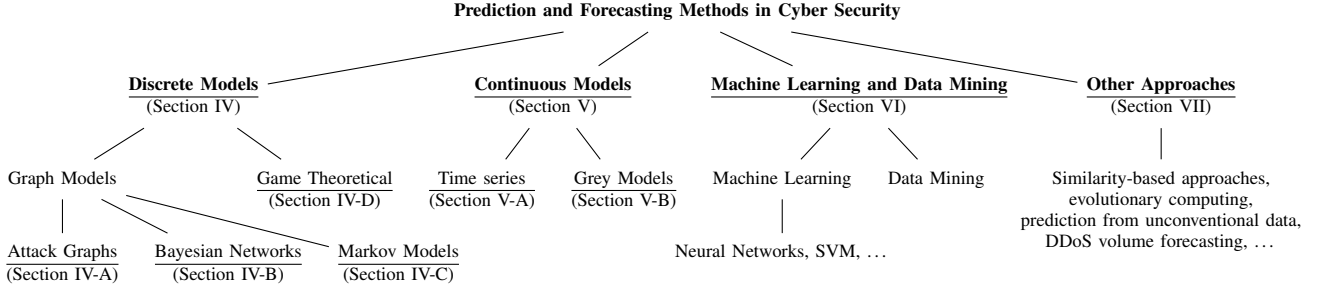 Prediction and Forecasting Methods in Cyber Security
Discrete Models
(Section IV)
Continuous Models
(Section V)
Machine Learning and Data Mining
(Section VI)
Other Approaches
(Section VII)
Graph Models
Game Theoretical
(Section IV-D)
Time series
(Section V-A)
Grey Models
(Section V-B)
Machine Learning
Data Mining
Similarity-based approaches,
evolutionary computing,
prediction from unconventional data,
DDoS volume forecasting, ...
Attack Graphs
(Section IV-A)
Bayesian Networks
(Section IV-B)
Markov Models
(Section IV-C)
Neural Networks, SVM, ...